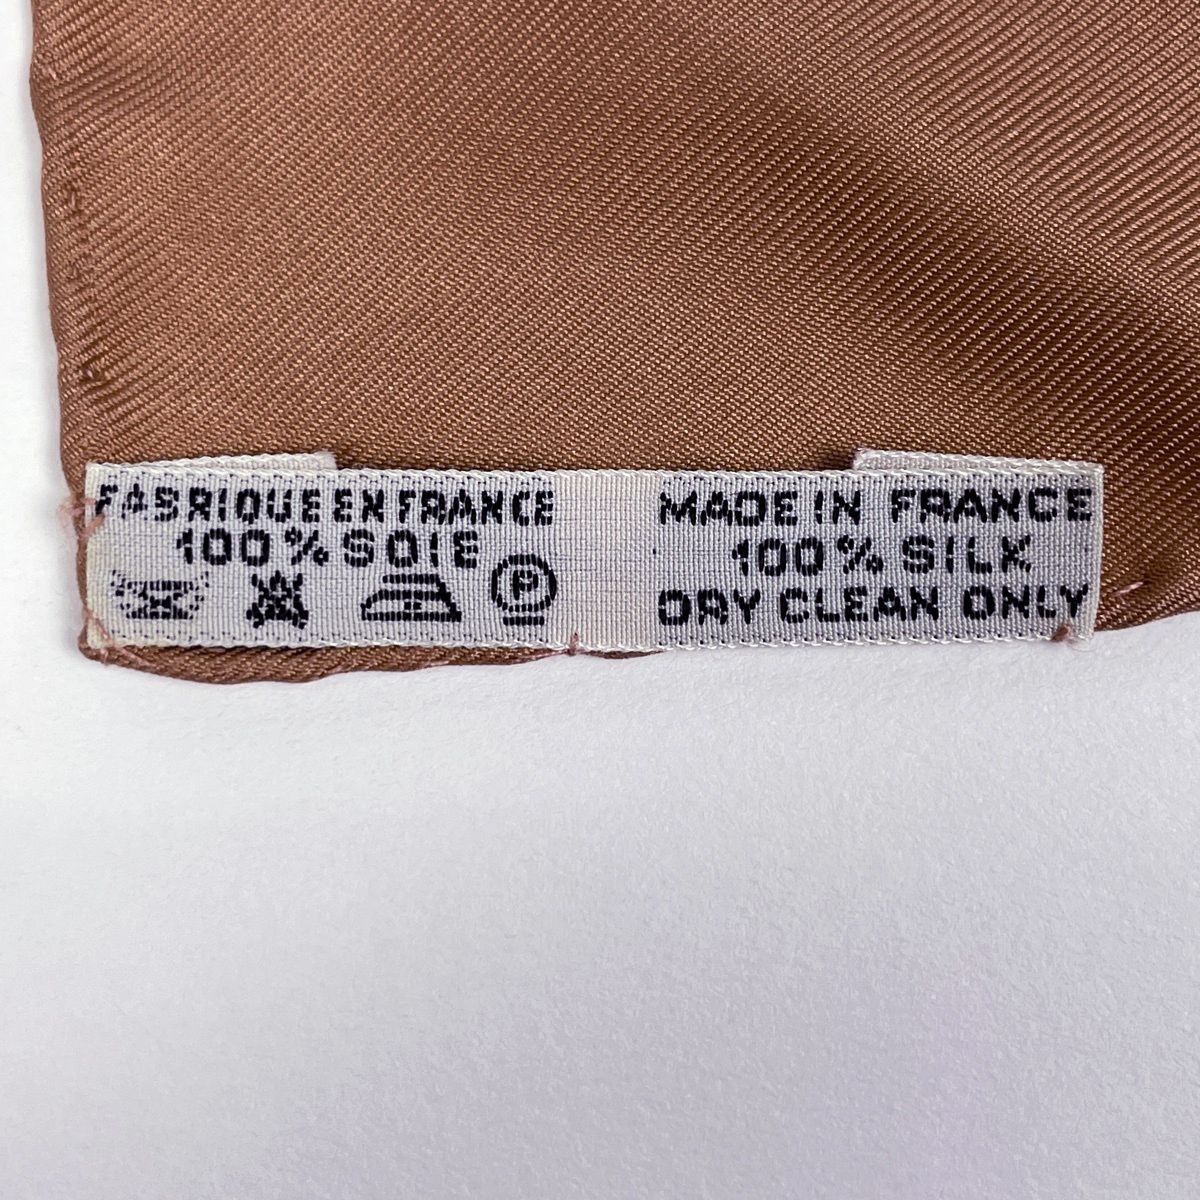 FABRIQUE EN FRANCE
100% SOIE
P
MADE IN FRANCE
100% SILK
DRY CLEAN ONLY